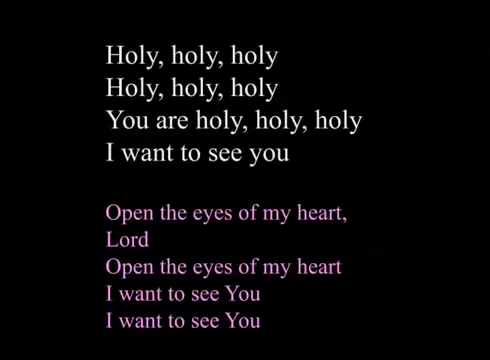 Holy, holy, holy
Holy, holy, holy
You are holy, holy, holy
I want to see you
Open the eyes of my heart,
Lord
Open the eyes of my heart
I want to see You
I want to see You